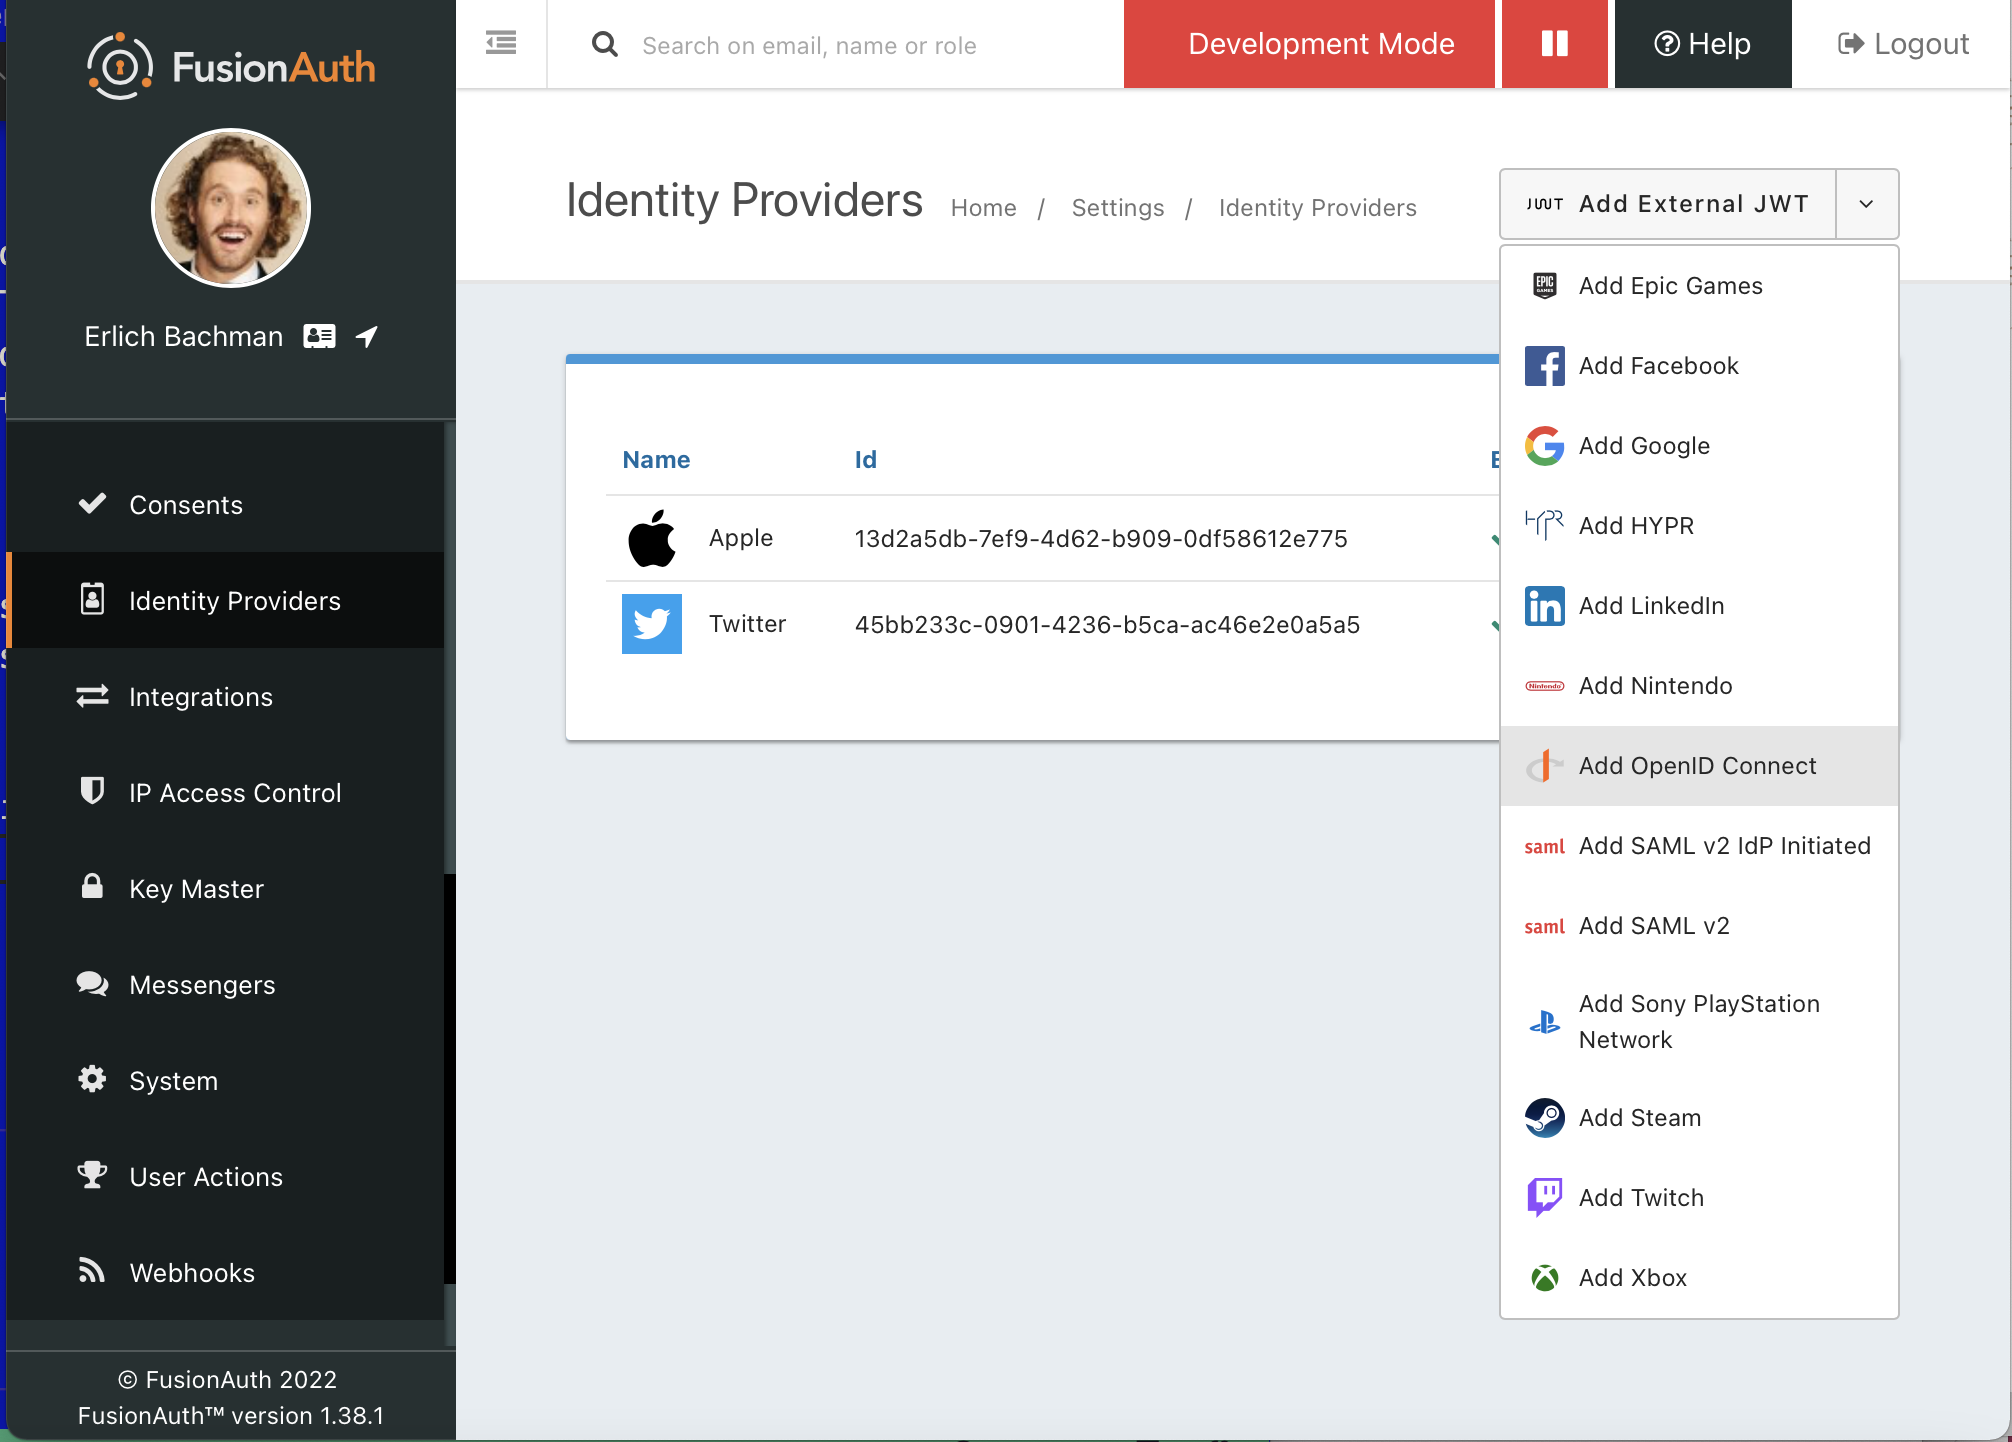 FusionAuth
Erlich Bachman
Consents
Identity Providers
Integrations
IP Access Control
Key Master
Messengers
System
User Actions
Webhooks
© FusionAuth 2022
FusionAuth™ version 1.38.1
Search on email, name or role
Development Mode
Help
Logout
Identity Providers
Home / Settings / Identity Providers
JWT Add External JWT
Name Id
Apple 13d2a5db-7ef9-4d62-b909-0df58612e775
Twitter 45bb233c-0901-4236-b5ca-ac46e2e0a5a5
EPIC GAMES Add Epic Games
Add Facebook
Add Google
HYPR Add HYPR
in Add LinkedIn
Nintendo Add Nintendo
Add OpenID Connect
saml Add SAML v2 IdP Initiated
saml Add SAML v2
Add Sony PlayStation
Network
Add Steam
Add Twitch
Add Xbox